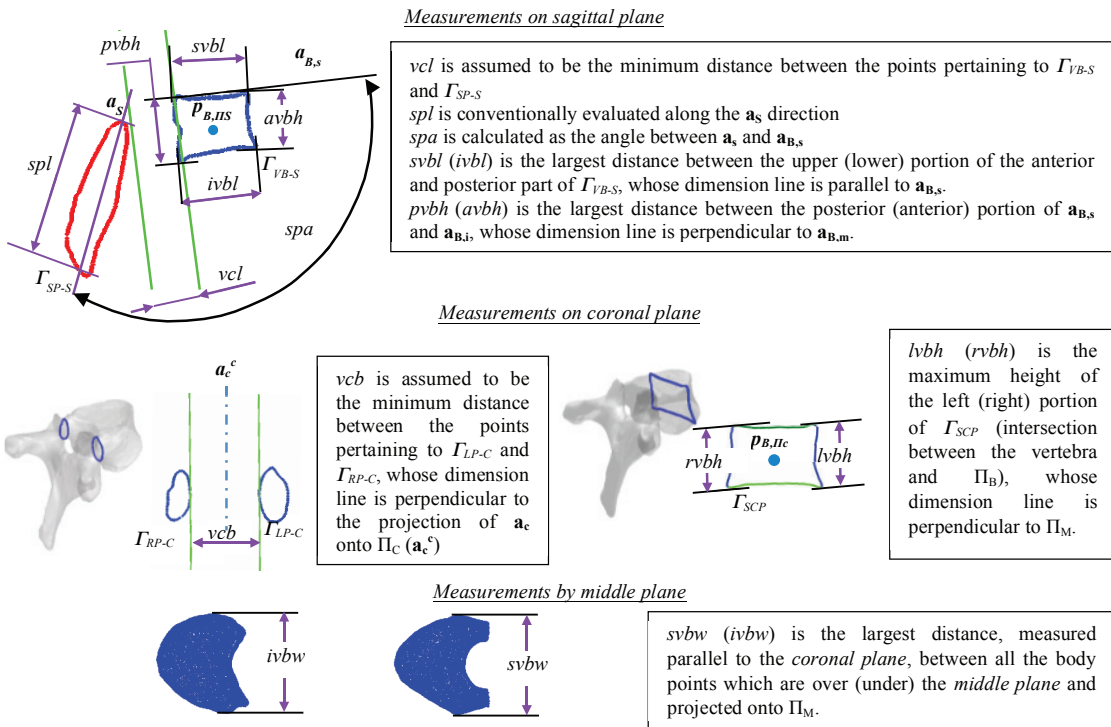 Measurements on sagittal plane
pvbh
svbl
a_B,s
a_S
p_B,ΠS
avbh
spl
Γ_VB-S
ivbl
spa
Γ_SP-S
vcl
vcl is assumed to be the minimum distance between the points pertaining to Γ_VB-S
and Γ_SP-S
spl is conventionally evaluated along the a_S direction
spa is calculated as the angle between a_s and a_B,s
svbl (ivbl) is the largest distance between the upper (lower) portion of the anterior
and posterior part of Γ_VB-S, whose dimension line is parallel to a_B,s.
pvbh (avbh) is the largest distance between the posterior (anterior) portion of a_B,s
and a_B,i, whose dimension line is perpendicular to a_B,m.
Measurements on coronal plane
a_c^c
Γ_RP-C
vcb
Γ_LP-C
vcb is assumed to be
the minimum distance
between the points
pertaining to Γ_LP-C and
Γ_RP-C, whose dimension
line is perpendicular to
the projection of a_c
onto Π_C (a_c^c)
rvbh
p_B,Πc
lvbh
Γ_SCP
lvbh (rvbh) is the
maximum height of
the left (right) portion
of Γ_SCP (intersection
between the vertebra
and Π_B), whose
dimension line is
perpendicular to Π_M.
Measurements by middle plane
ivbw
svbw
svbw (ivbw) is the largest distance, measured
parallel to the coronal plane, between all the body
points which are over (under) the middle plane and
projected onto Π_M.